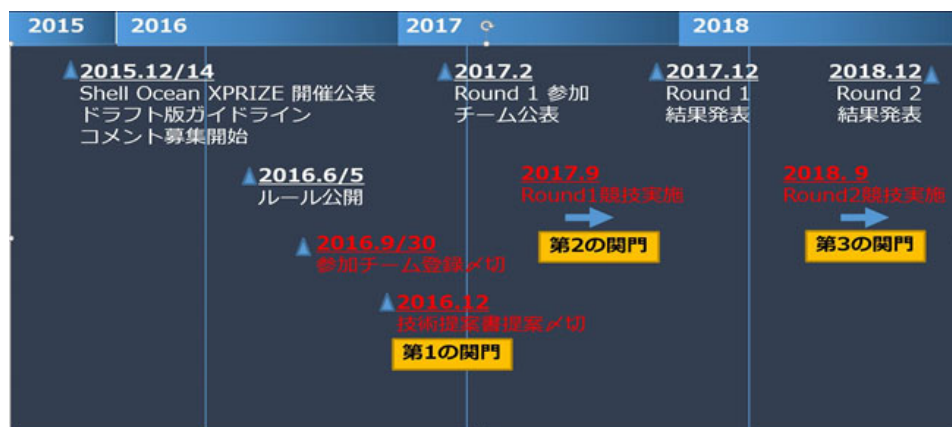 2015
2016
2017
2018
2015.12/14
Shell Ocean XPRIZE 開催公表
ドラフト版ガイドライン
コメント募集開始
2017.2
Round 1 参加
チーム公表
2017.12
Round 1
結果発表
2018.12
Round 2
結果発表
2016.6/5
ルール公開
2017.9
Round1競技実施
第2の関門
2018. 9
Round2競技実施
第3の関門
2016.9/30
参加チーム登録〆切
2016.12
技術提案書提案〆切
第1の関門